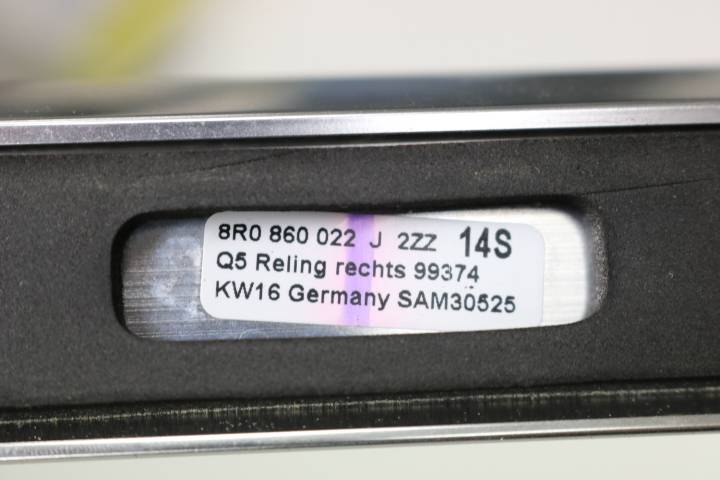 8R0 860 022 J 2ZZ 14S
Q5 Reling rechts 99374
KW16 Germany SAM30525